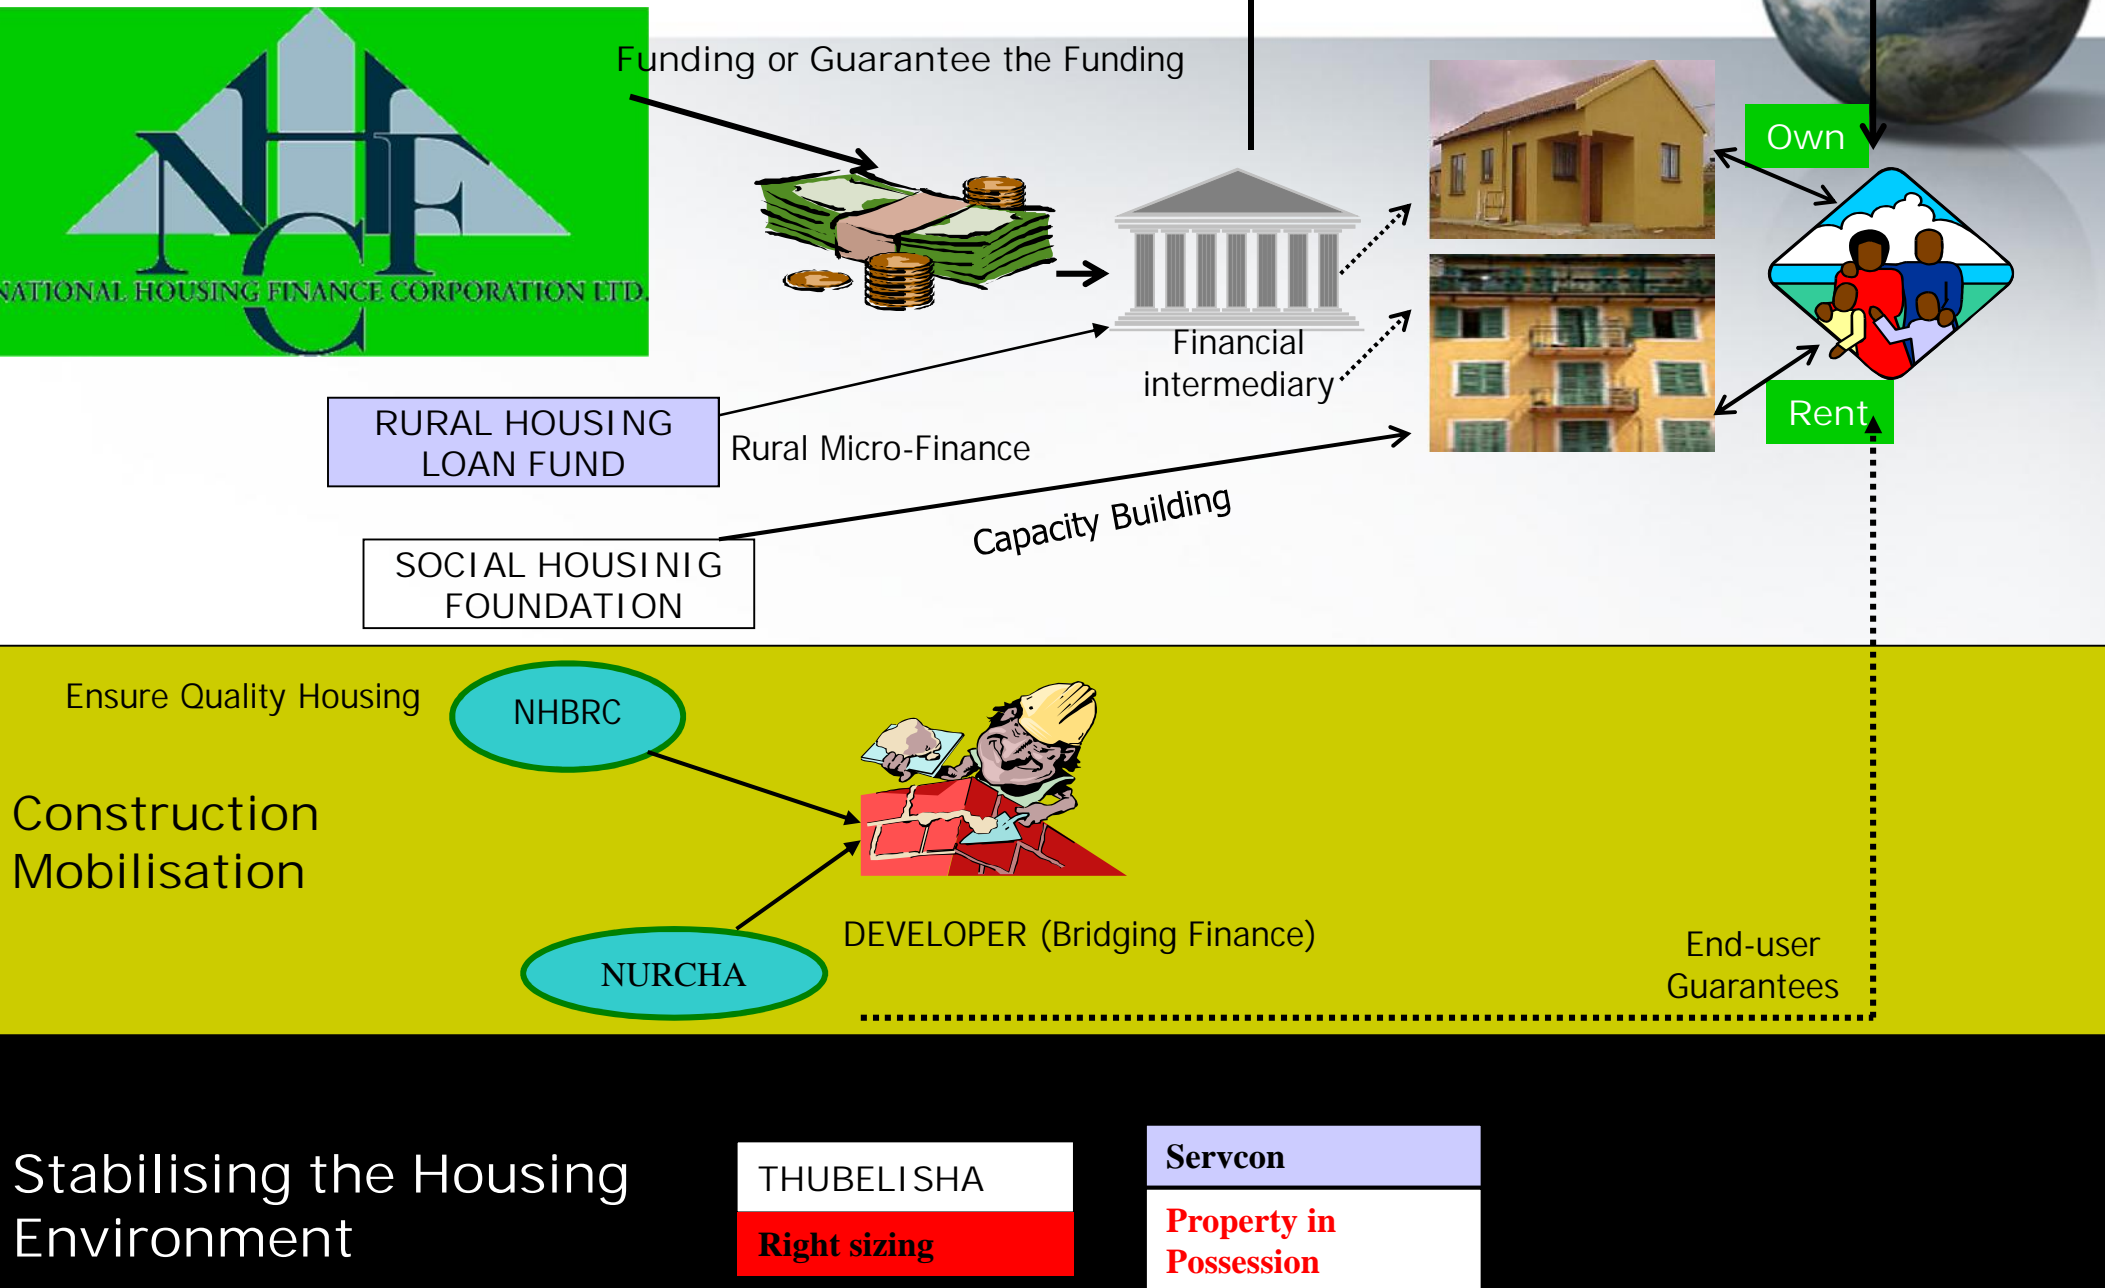 Funding or Guarantee the Funding
Own
NHFC
NATIONAL HOUSING FINANCE CORPORATION LTD.
Financial
intermediary
RURAL HOUSING
LOAN FUND
Rural Micro-Finance
Rent
Capacity Building
SOCIAL HOUSINIG
FOUNDATION
Ensure Quality Housing
NHBRC
Construction
Mobilisation
DEVELOPER (Bridging Finance)
NURCHA
End-user
Guarantees
Stabilising the Housing
Environment
THUBELISHA
Right sizing
Servcon
Property in
Possession